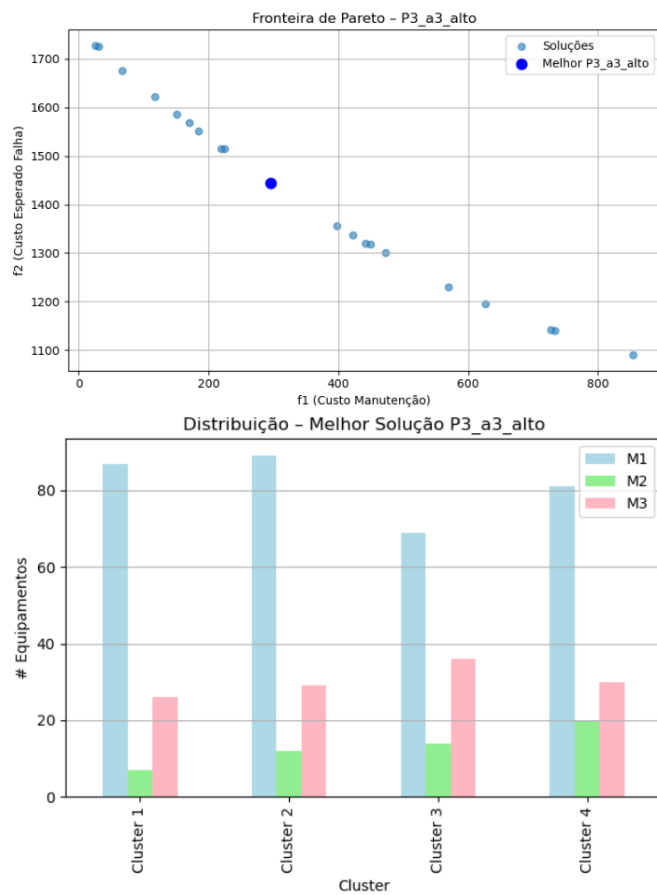 Fronteira de Pareto – P3_a3_alto
Soluções
Melhor P3_a3_alto
f2 (Custo Esperado Falha)
1700
1600
1500
1400
1300
1200
1100
0 200 400 600 800
f1 (Custo Manutenção)
Distribuição – Melhor Solução P3_a3_alto
M1
M2
M3
# Equipamentos
80
60
40
20
0
Cluster 1 Cluster 2 Cluster 3 Cluster 4
Cluster